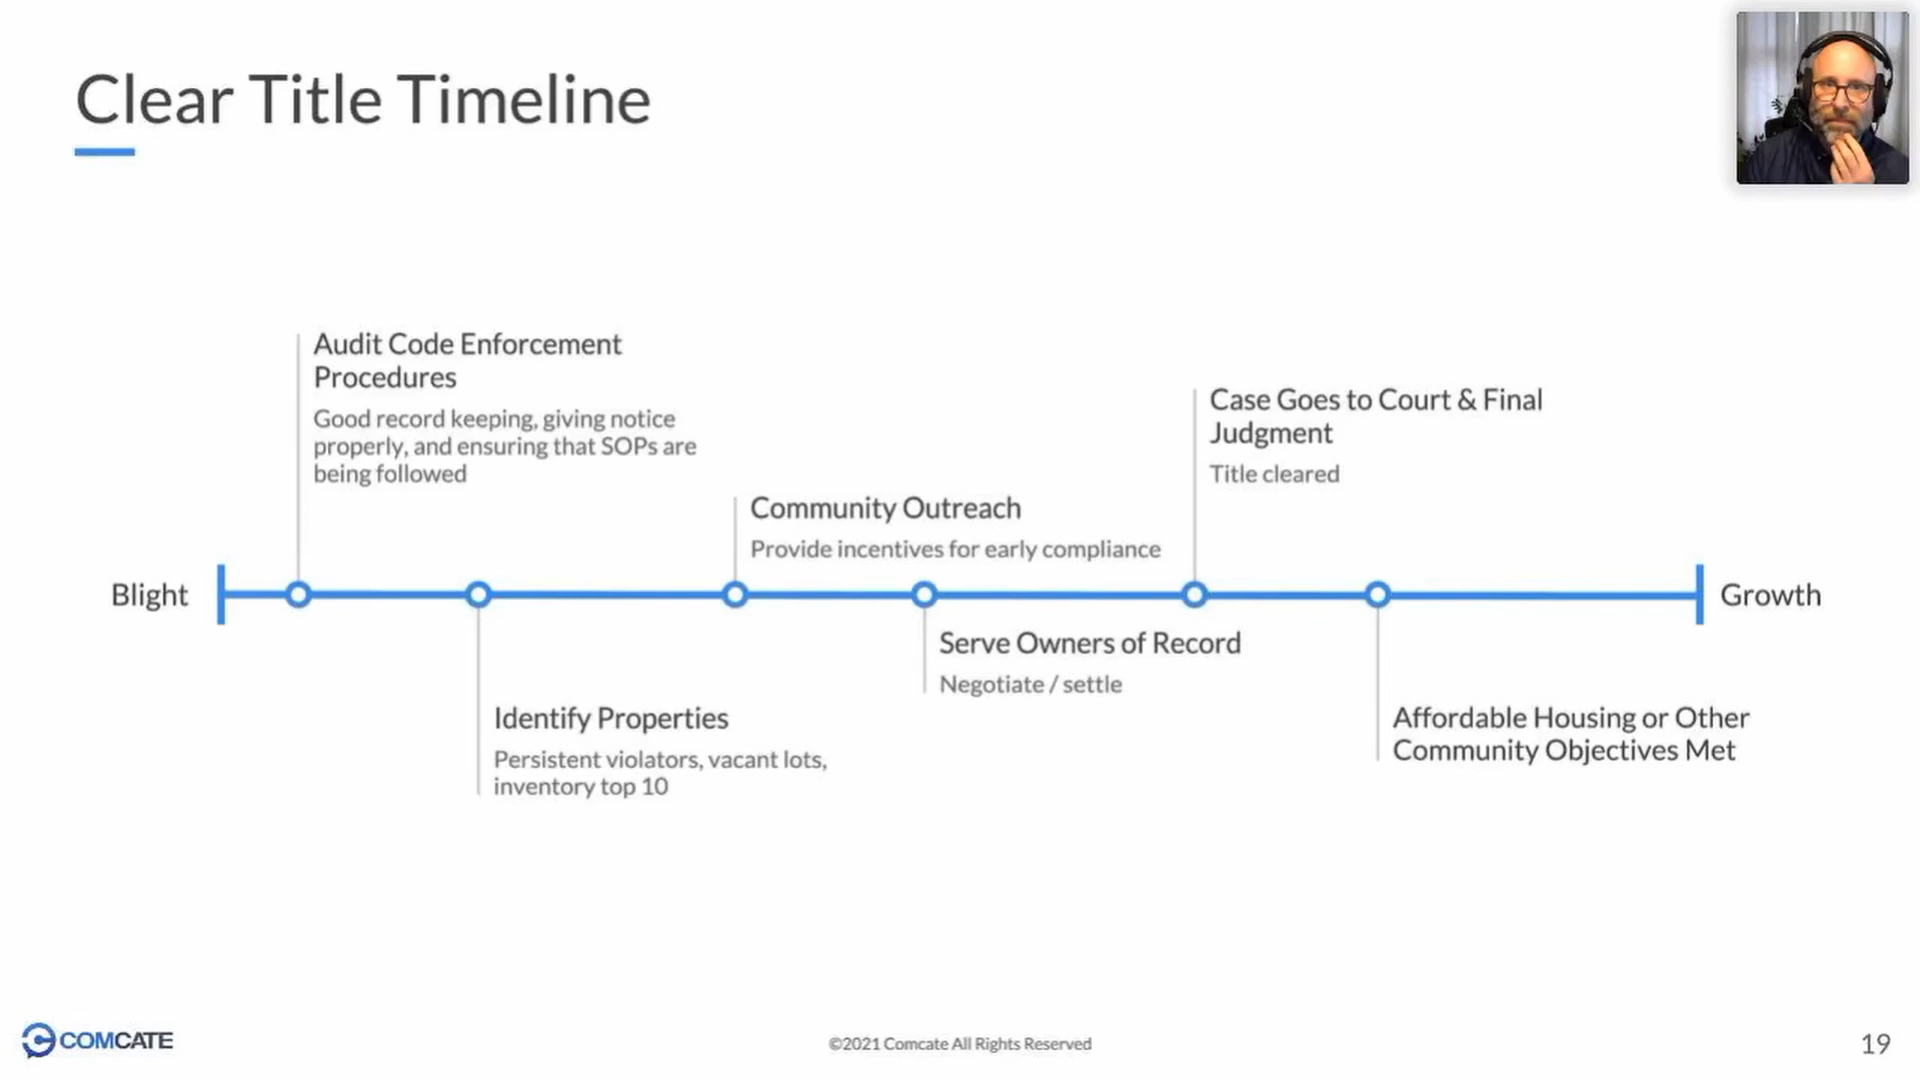 Clear Title Timeline
Audit Code Enforcement
Procedures
Good record keeping, giving notice
properly, and ensuring that SOPs are
being followed
Case Goes to Court & Final
Judgment
Title cleared
Community Outreach
Provide incentives for early compliance
Blight
Growth
Serve Owners of Record
Negotiate / settle
Identify Properties
Persistent violators, vacant lots,
inventory top 10
Affordable Housing or Other
Community Objectives Met
COMCATE
©2021 Comcate All Rights Reserved
19